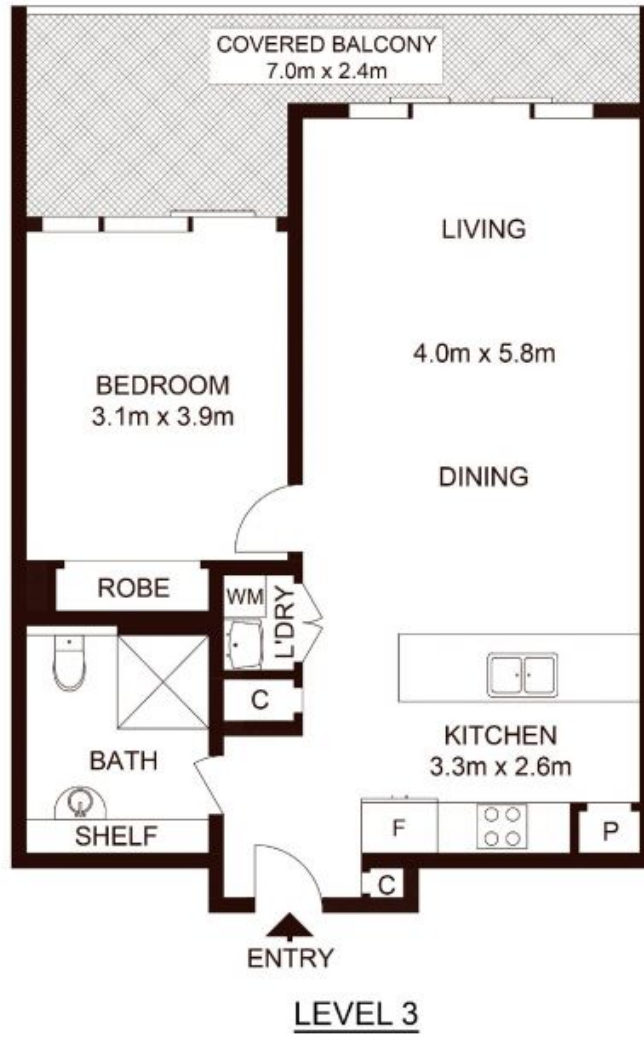 COVERED BALCONY
7.0m x 2.4m
LIVING
4.0m x 5.8m
BEDROOM
3.1m x 3.9m
DINING
ROBE
WM
L'DRY
C
BATH
KITCHEN
3.3m x 2.6m
SHELF
F
P
C
ENTRY
LEVEL 3